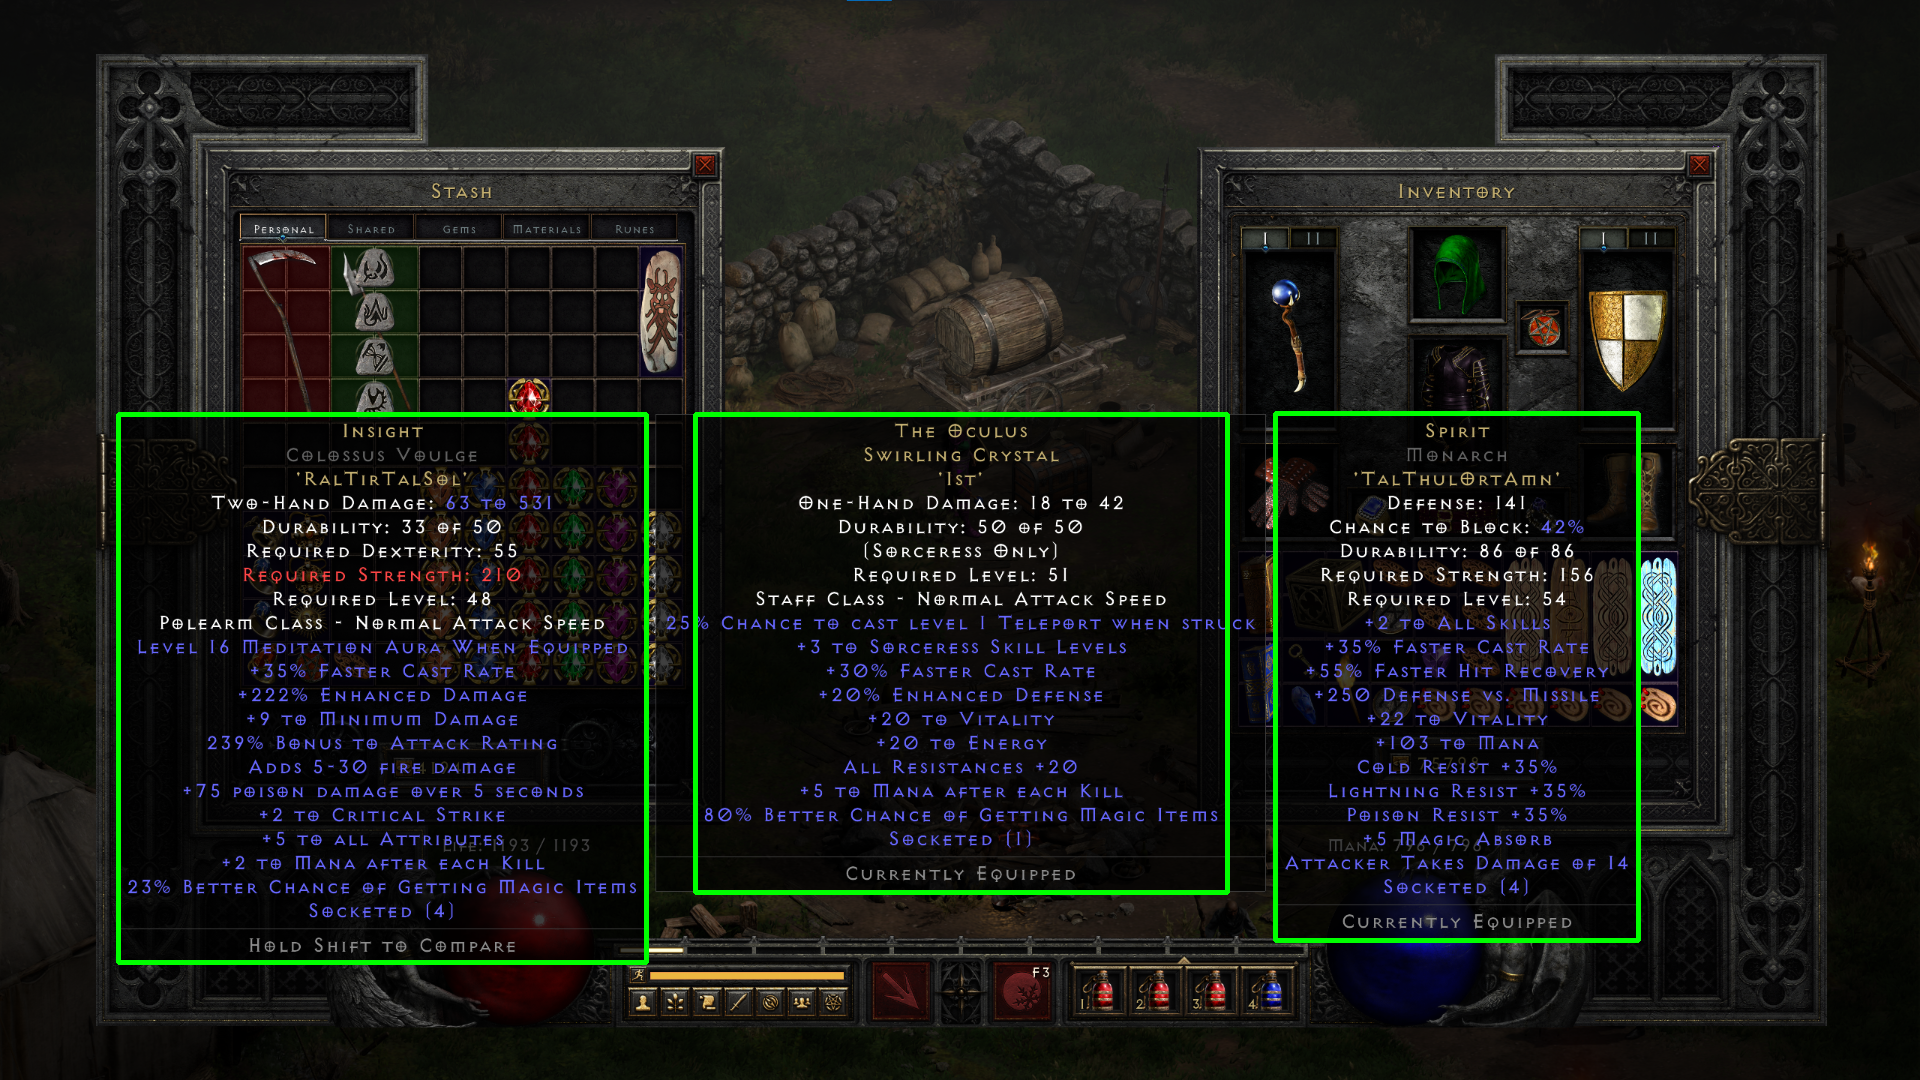 Stash
Personal
Shared
Gems
Materials
Runes
Inventory
I
II
I
II
Insight
Colossus Voulge
'RalTirTalSol'
Two-Hand Damage: 63 to 531
Durability: 33 of 50
Required Dexterity: 55
Required Strength: 210
Required Level: 48
Polearm Class - Normal Attack Speed
Level 16 Meditation Aura When Equipped
+35% Faster Cast Rate
+222% Enhanced Damage
+9 to Minimum Damage
239% Bonus to Attack Rating
Adds 5-30 fire damage
+75 poison damage over 5 seconds
+2 to Critical Strike
+5 to all Attributes
+2 to Mana after each Kill
23% Better Chance of Getting Magic Items
Socketed (4)
Hold Shift to Compare
The Oculus
Swirling Crystal
'Ist'
One-Hand Damage: 18 to 42
Durability: 50 of 50
(Sorceress Only)
Required Level: 51
Staff Class - Normal Attack Speed
25% Chance to cast level 1 Teleport when struck
+3 to Sorceress Skill Levels
+30% Faster Cast Rate
+20% Enhanced Defense
+20 to Vitality
+20 to Energy
All Resistances +20
+5 to Mana after each Kill
80% Better Chance of Getting Magic Items
Socketed (1)
Currently Equipped
Spirit
Monarch
'TalThulOrtAmn'
Defense: 141
Chance to Block: 42%
Durability: 86 of 86
Required Strength: 156
Required Level: 54
+2 to All Skills
+35% Faster Cast Rate
+55% Faster Hit Recovery
+250 Defense vs. Missile
+22 to Vitality
+103 to Mana
Cold Resist +35%
Lightning Resist +35%
Poison Resist +35%
+5 Magic Absorb
Attacker Takes Damage of 14
Socketed (4)
Currently Equipped
Life: 1193 / 1193
Mana: 796 / 796
F3
1
2
3
4